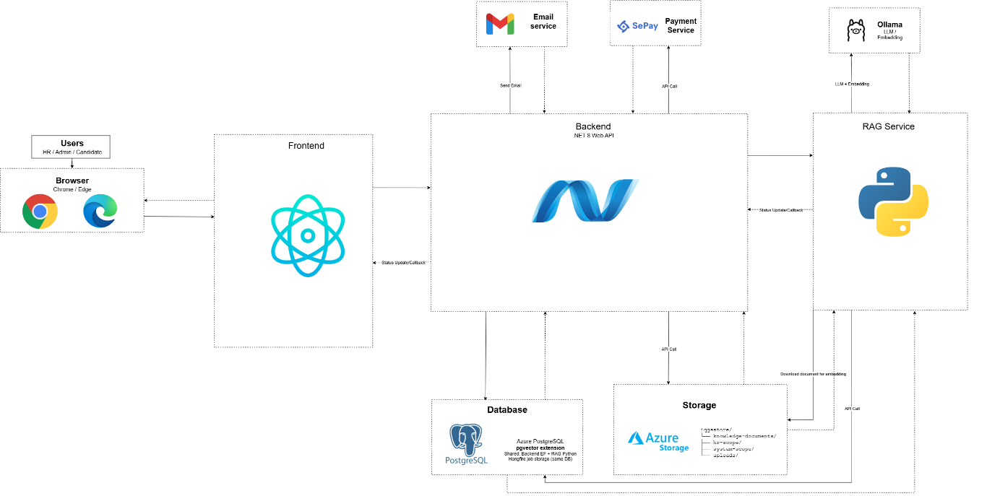 Email
service
SePay
Payment
Service
Ollama
LLM /
Embedding
Send Email
API Call
LLM + Embedding
Users
HR / Admin / Candidate
Browser
Chrome / Edge
Frontend
Backend
.NET 8 Web API
RAG Service
Status Update/Callback
Status Update/Callback
API Call
Download document for embedding
API Call
Database
PostgreSQL
Azure PostgreSQL
pgvector extension
Shared: Backend EF + RAG Python
Hangfire job storage (same DB)
Storage
Azure
Storage
knowledge-documents/
hr-scope/
system-scope/
uploads/